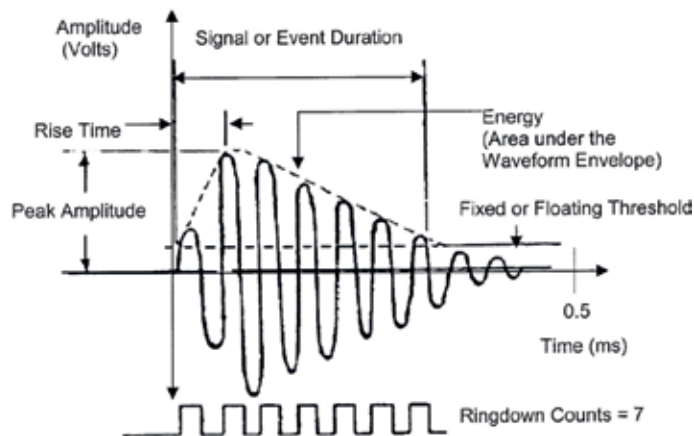 Amplitude
(Volts)
Signal or Event Duration
Rise Time
Energy
(Area under the
Waveform Envelope)
Peak Amplitude
Fixed or Floating Threshold
0.5
Time (ms)
Ringdown Counts = 7